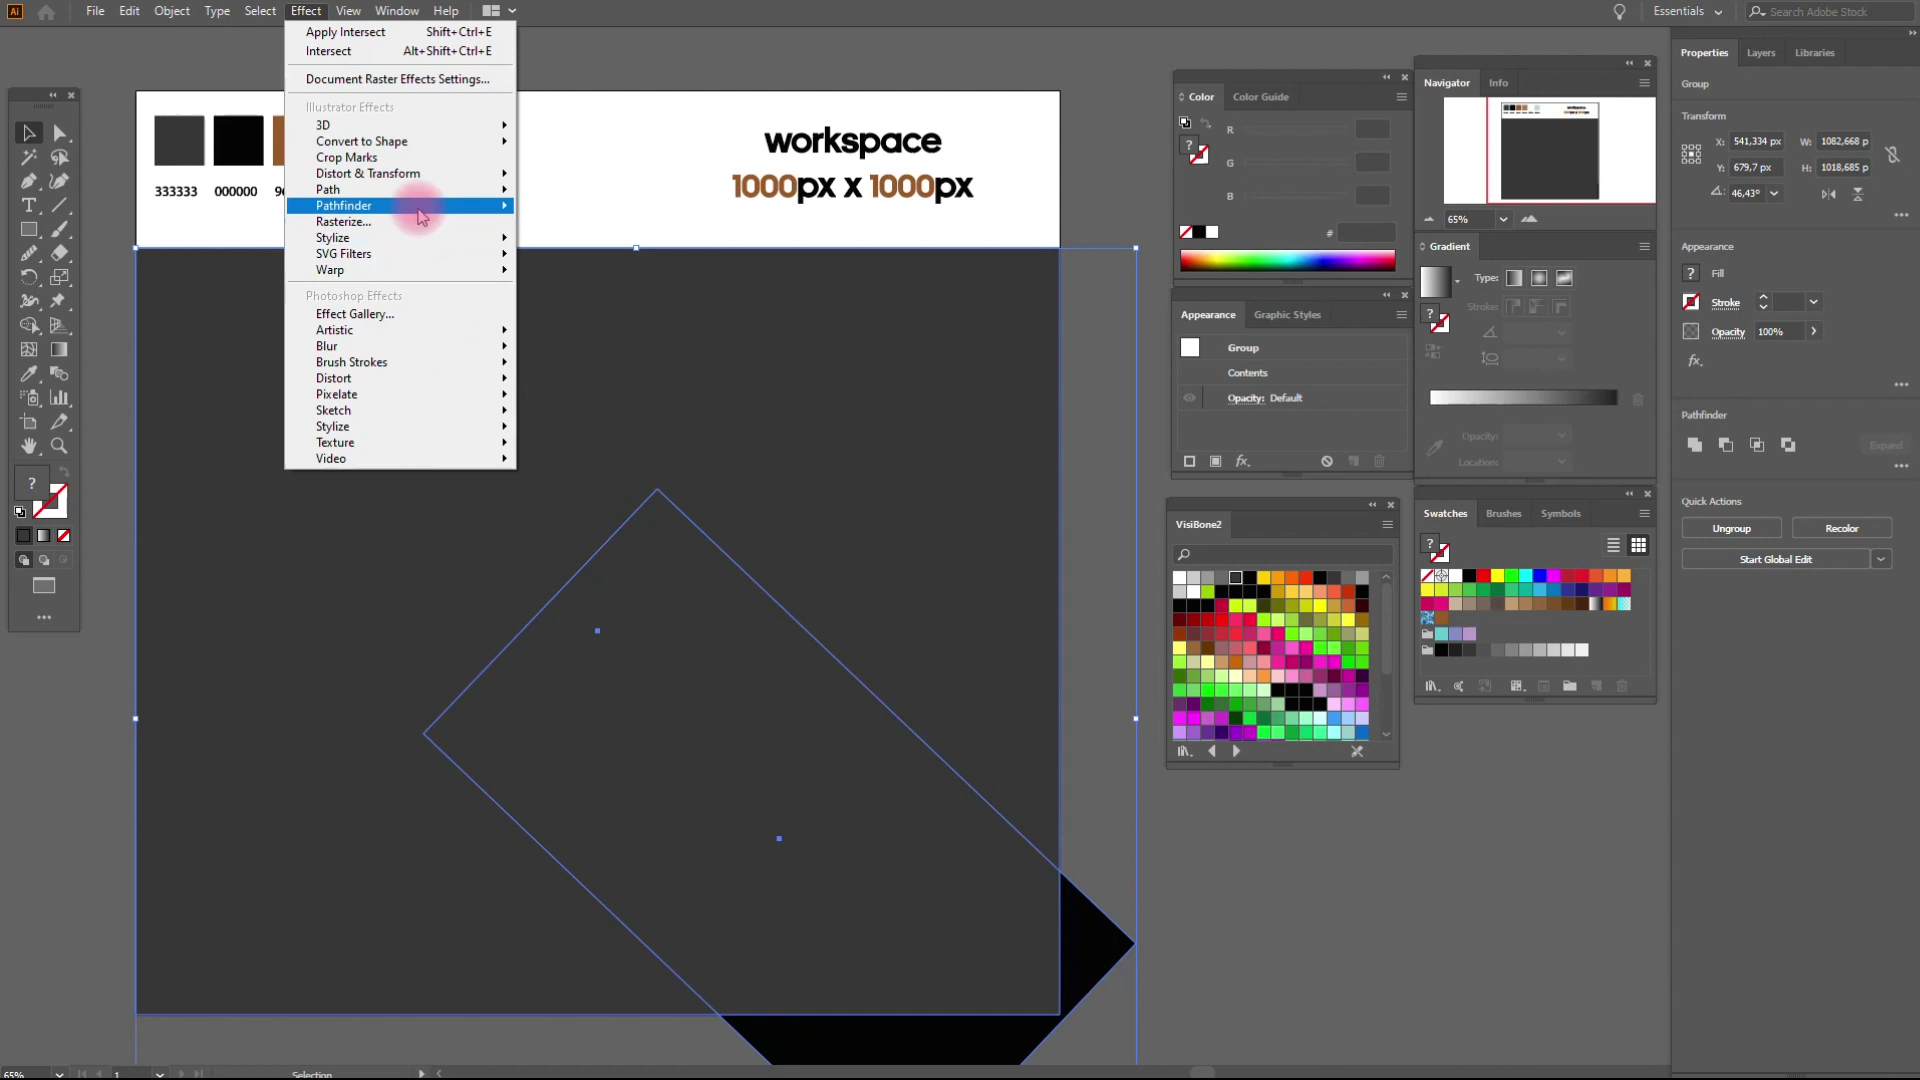 Ai File Edit Object Type Select Effect View Window Help Essentials Search Adobe Stock
Apply Intersect Shift+Ctrl+E
Intersect Alt+Shift+Ctrl+E
Document Raster Effects Settings...
Illustrator Effects
3D
Convert to Shape
Crop Marks
Distort & Transform
Path
Pathfinder
Rasterize...
Stylize
SVG Filters
Warp
Photoshop Effects
Effect Gallery...
Artistic
Blur
Brush Strokes
Distort
Pixelate
Sketch
Stylize
Texture
Video
333333 000000
workspace
1000px x 1000px
Color Color Guide
R
G
B
#
Appearance Graphic Styles
Group
Contents
Opacity: Default
fx.
VisiBone2
Navigator Info
65%
Gradient
Type:
Stroke:
Opacity:
Location:
Swatches Brushes Symbols
Properties Layers Libraries
Group
Transform
X: 541,334 px W: 1082,668 p
Y: 679,7 px H: 1018,685 p
46,43°
Appearance
? Fill
Stroke
Opacity 100%
fx.
Pathfinder
Expand
Quick Actions
Ungroup Recolor
Start Global Edit
65% 1 Selection